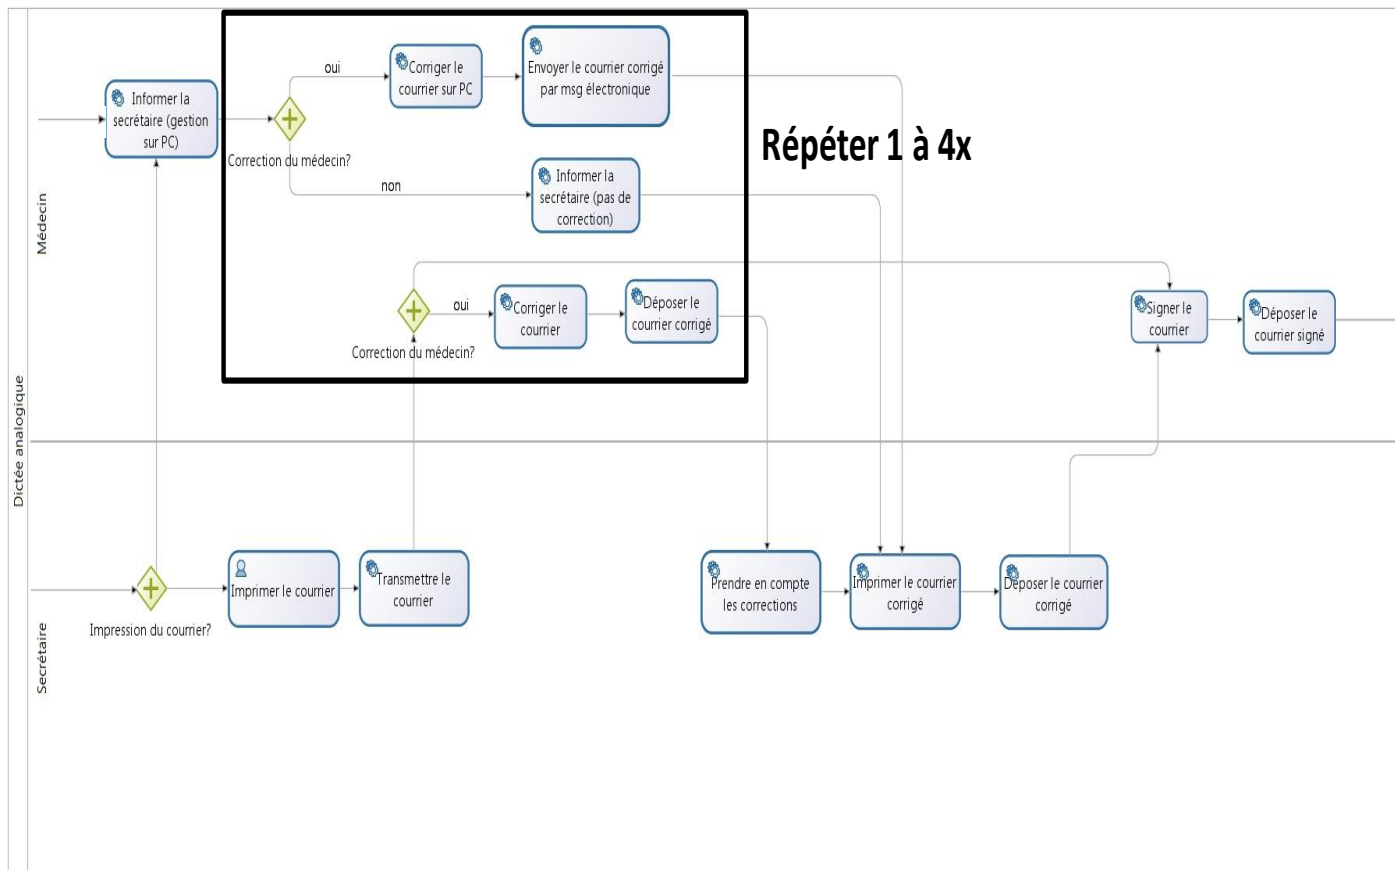 oui
Corriger le
courrier sur PC
Envoyer le courrier corrigé
par msg électronique
Informer la
secrétaire (gestion
sur PC)
Correction du médecin?
Répéter 1 à 4x
non
Informer la
secrétaire (pas de
correction)
Médecin
oui
Corriger le
courrier
Déposer le
courrier corrigé
Correction du médecin?
Signer le
courrier
Déposer le
courrier signé
Dictée analogique
Imprimer le courrier
Transmettre le
courrier
Impression du courrier?
Prendre en compte
les corrections
Imprimer le courrier
corrigé
Déposer le courrier
corrigé
Secrétaire